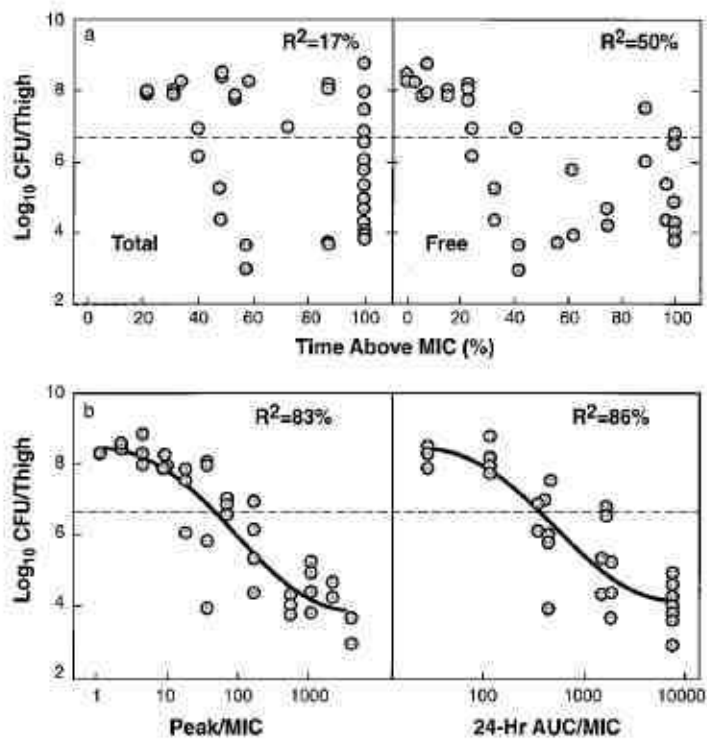 a
R²=17%
R²=50%
10
8
6
4
2
Log₁₀ CFU/Thigh
Total
Free
0 20 40 60 80 100 0 20 40 60 80 100
Time Above MIC (%)
b
R²=83%
R²=86%
10
8
6
4
2
Log₁₀ CFU/Thigh
1 10 100 1000 100 1000 10000
Peak/MIC 24-Hr AUC/MIC